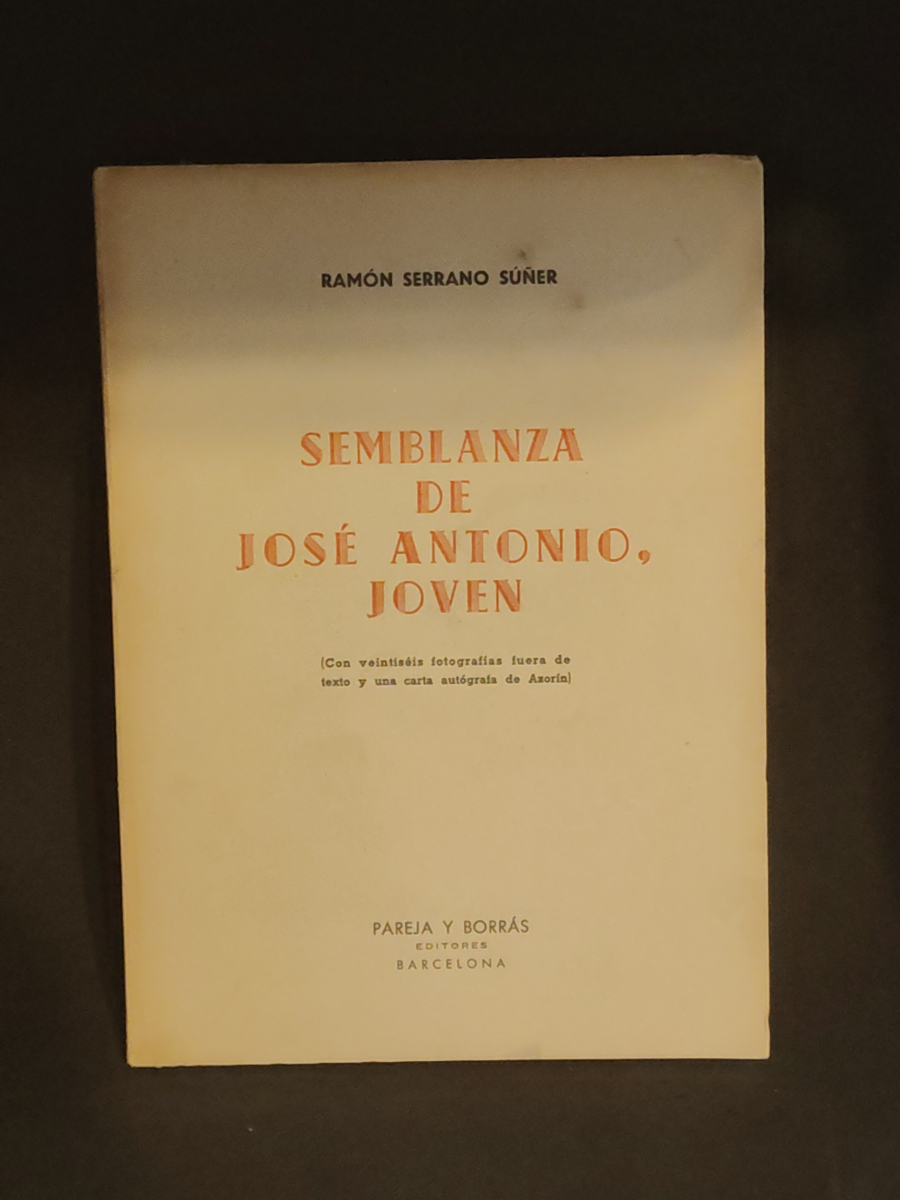 RAMÓN SERRANO SÚÑER
SEMBLANZA
DE
JOSÉ ANTONIO,
JOVEN
(Con veintiséis fotografías fuera de
texto y una carta autógrafa de Azorín)
PAREJA Y BORRÁS
EDITORES
BARCELONA